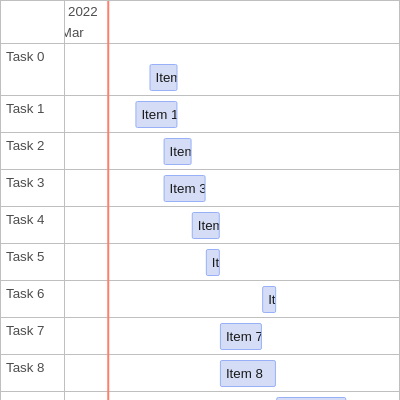 2022
Mar
Task 0
Item
Task 1
Item 1
Task 2
Item
Task 3
Item 3
Task 4
Item
Task 5
It
Task 6
It
Task 7
Item 7
Task 8
Item 8